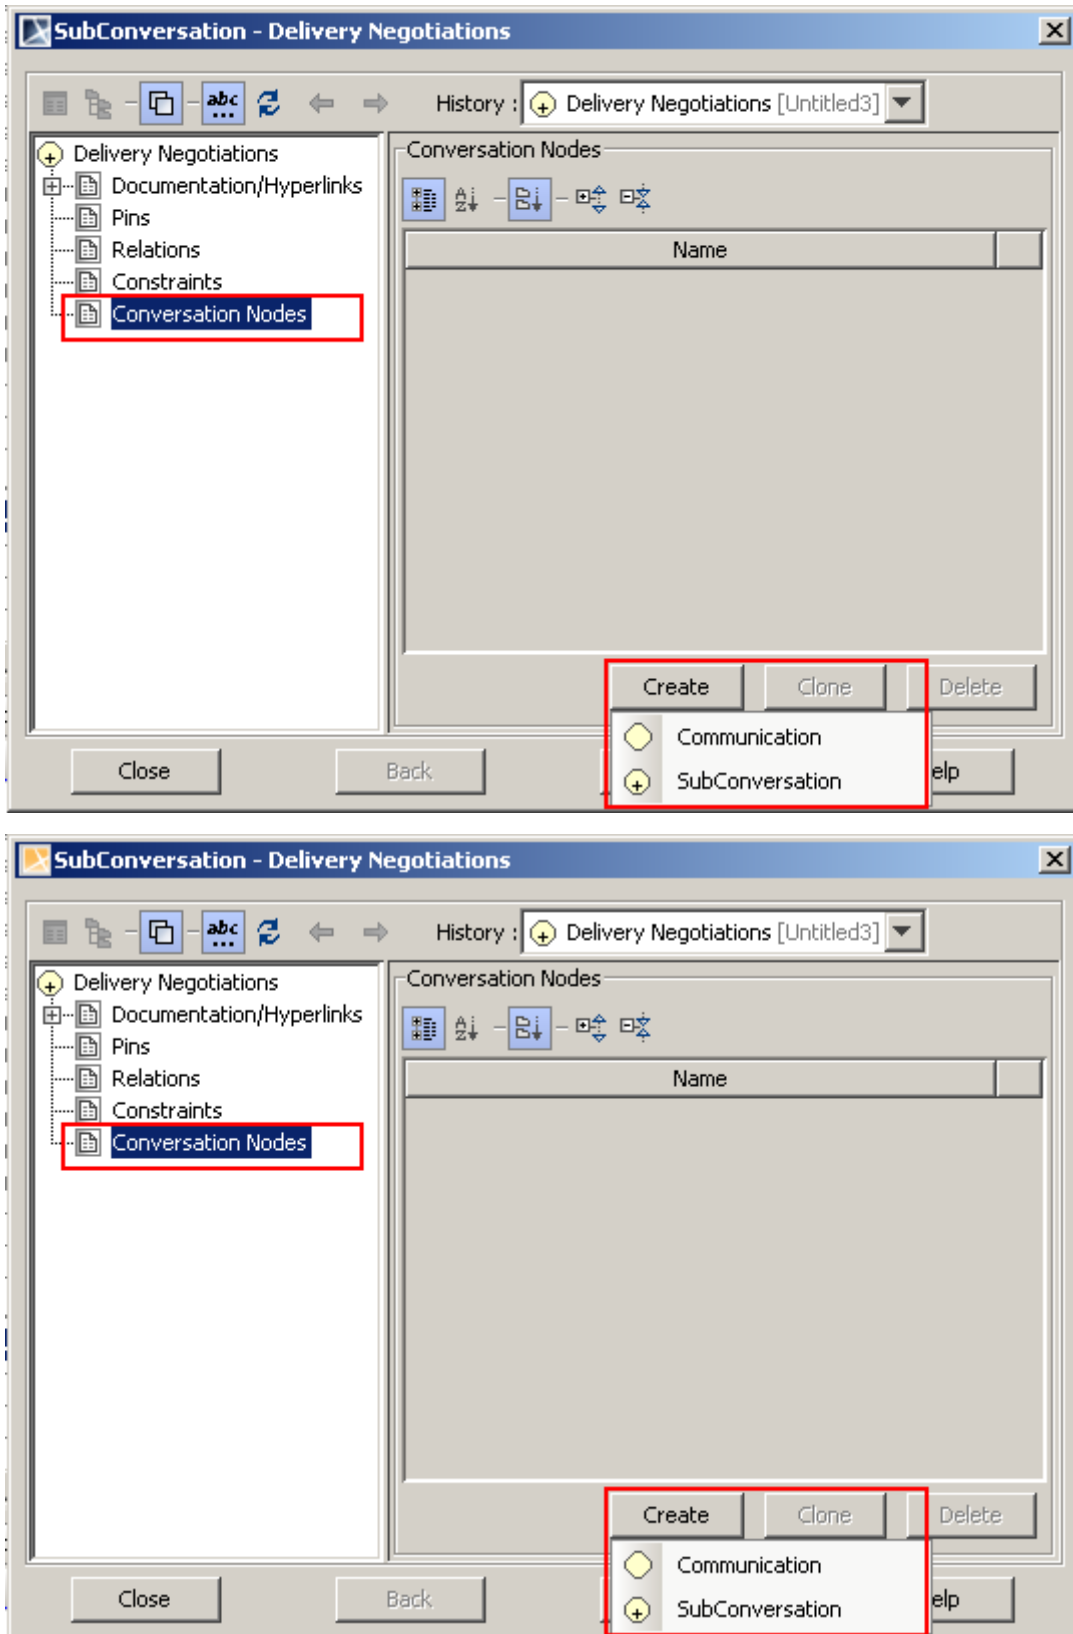 SubConversation - Delivery Negotiations
abc
History : Delivery Negotiations [Untitled3]
Delivery Negotiations
Documentation/Hyperlinks
Pins
Relations
Constraints
Conversation Nodes
Conversation Nodes
Name
Create Clone Delete
Communication
SubConversation
Close Back elp
SubConversation - Delivery Negotiations
abc
History : Delivery Negotiations [Untitled3]
Delivery Negotiations
Documentation/Hyperlinks
Pins
Relations
Constraints
Conversation Nodes
Conversation Nodes
Name
Create Clone Delete
Communication
SubConversation
Close Back elp